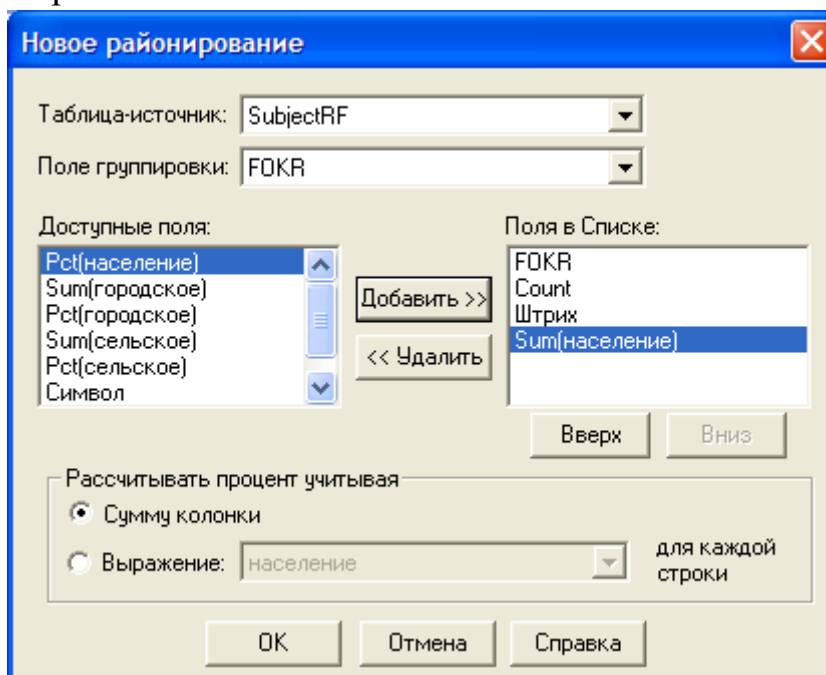 Новое районирование
Таблица-источник: SubjectRF
Поле группировки: FOKR
Доступные поля:
Pct(население)
Sum(городское)
Pct(городское)
Sum(сельское)
Pct(сельское)
Символ
Добавить >>
<< Удалить
Поля в Списке:
FOKR
Count
Штрих
Sum(население)
Вверх
Вниз
Рассчитывать процент учитывая
Сумму колонки
Выражение: население для каждой
строки
OK Отмена Справка